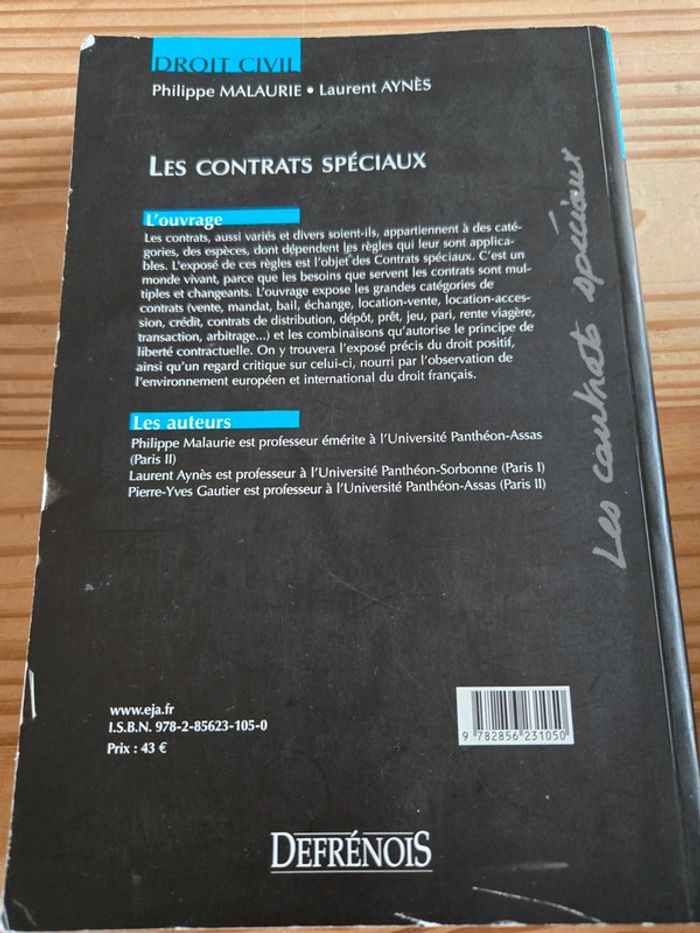 DROIT CIVIL
Philippe MALAURIE • Laurent AYNÈS
LES CONTRATS SPÉCIAUX
L'ouvrage
Les contrats, aussi variés et divers soient-ils, appartiennent à des caté-
gories, des espèces, dont dépendent les règles qui leur sont applica-
bles. L'exposé de ces règles est l'objet des Contrats spéciaux. C'est un
monde vivant, parce que les besoins que servent les contrats sont mul-
tiples et changeants. L'ouvrage expose les grandes catégories de
contrats (vente, mandat, bail, échange, location-vente, location-acces-
sion, crédit, contrats de distribution, dépôt, prêt, jeu, pari, rente viagère,
transaction, arbitrage...) et les combinaisons qu'autorise le principe de
liberté contractuelle. On y trouvera l'exposé précis du droit positif,
ainsi qu'un regard critique sur celui-ci, nourri par l'observation de
l'environnement européen et international du droit français.
Les auteurs
Philippe Malaurie est professeur émérite à l'Université Panthéon-Assas
(Paris II)
Laurent Aynès est professeur à l'Université Panthéon-Sorbonne (Paris I)
Pierre-Yves Gautier est professeur à l'Université Panthéon-Assas (Paris II)
Les contrats spéciaux
www.eja.fr
I.S.B.N. 978-2-85623-105-0
Prix : 43 €
9 782856 231050
DEFRÉNOIS